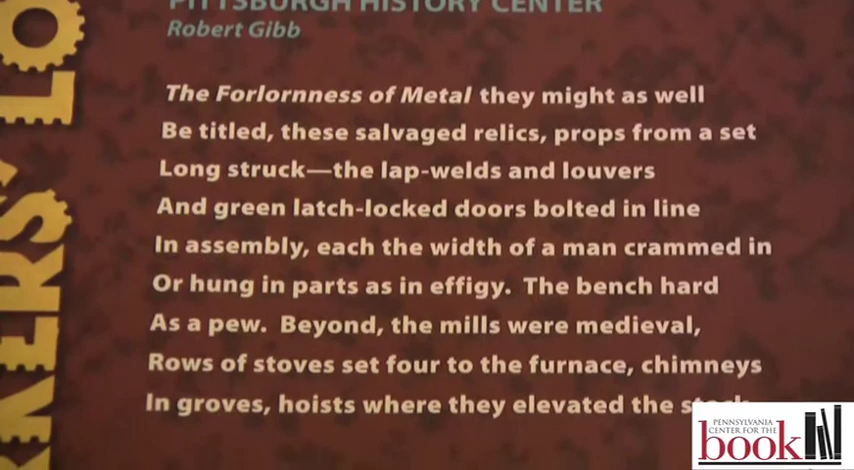 PITTSBURGH HISTORY CENTER
Robert Gibb
The Forlornness of Metal they might as well
Be titled, these salvaged relics, props from a set
Long struck—the lap-welds and louvers
And green latch-locked doors bolted in line
In assembly, each the width of a man crammed in
Or hung in parts as in effigy. The bench hard
As a pew. Beyond, the mills were medieval,
Rows of stoves set four to the furnace, chimneys
In groves, hoists where they elevated the
KERS' LO
PENNSYLVANIA
CENTER FOR THE
book